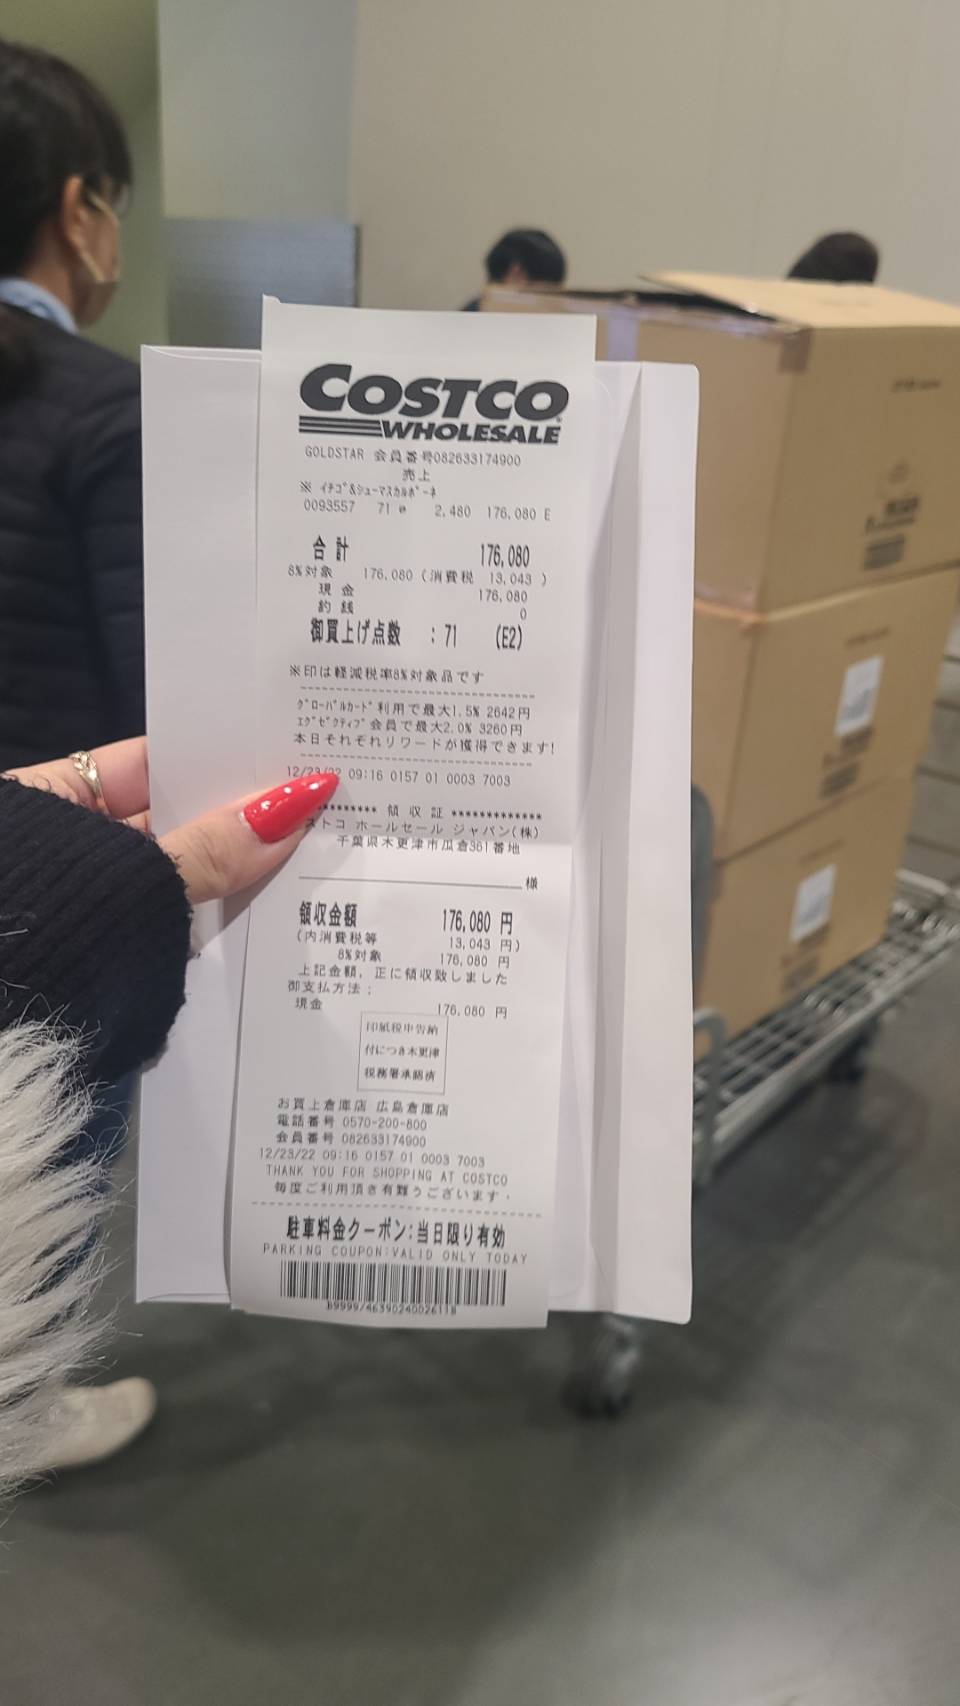 COSTCO
WHOLESALE
GOLDSTAR 会員番号082633174900
売上
※ イチゴ&シューマスカルポーネ
0093557 71 @ 2,480 176,080 E
合計 176,080
8%対象 176,080 (消費税 13,043 )
現金 176,080
釣銭 0
御買上げ点数 :71 (E2)
※印は軽減税率8%対象品です
グローバルカード利用で最大1.5% 2642円
エグゼクティブ会員で最大2.0% 3260円
本日それぞれリワードが獲得できます!
12/23/22 09:16 0157 01 0003 7003
********* 領収証 *************
ストコ ホールセール ジャパン(株)
千葉県木更津市瓜倉361番地
様
領収金額 176,080 円
(内消費税等 13,043 円)
8%対象 176,080 円
上記金額, 正に領収致しました
御支払方法:
現金 176,080 円
印紙税申告納
付につき木更津
税務署承認済
お買上倉庫店 広島倉庫店
電話番号 0570-200-800
会員番号 082633174900
12/23/22 09:16 0157 01 0003 7003
THANK YOU FOR SHOPPING AT COSTCO
毎度ご利用頂き有難うございます.
駐車料金クーポン:当日限り有効
PARKING COUPON:VALID ONLY TODAY
B9999746390240026118